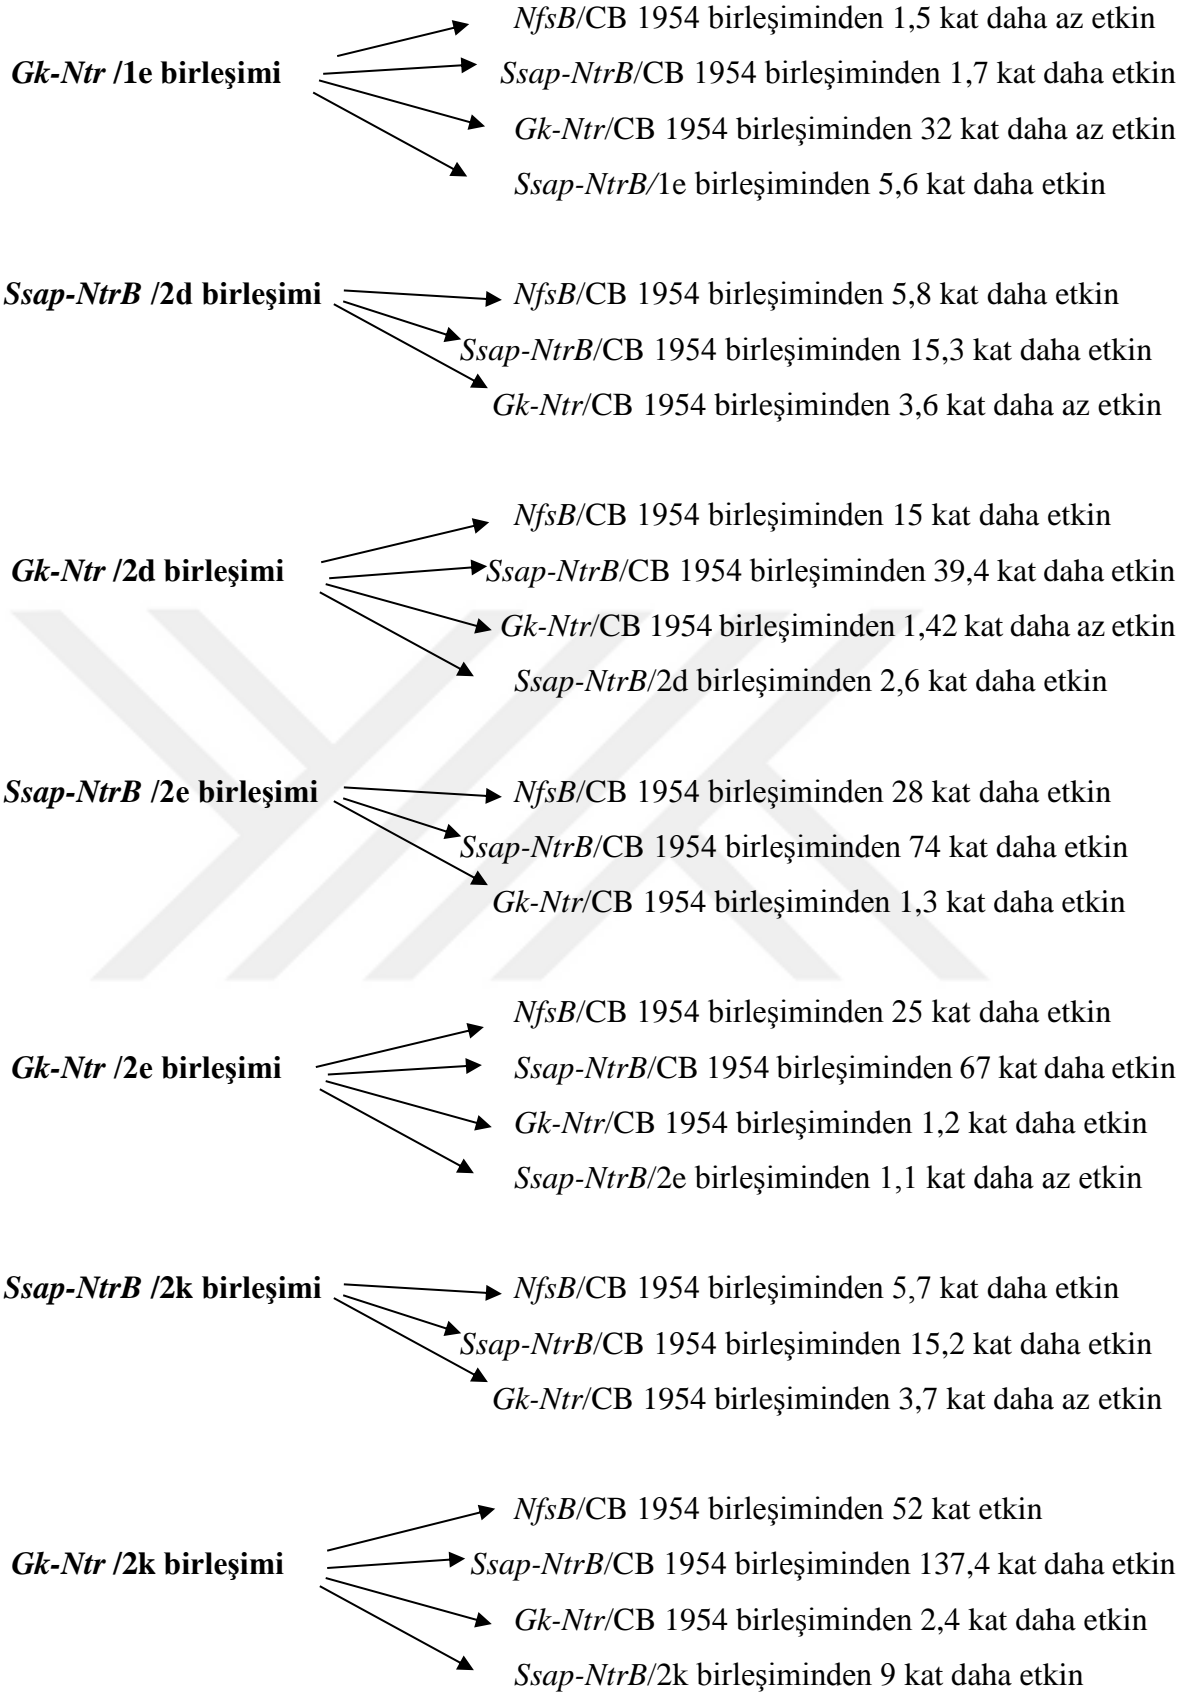 NfsB/CB 1954 birleşiminden 1,5 kat daha az etkin
Gk-Ntr /1e birleşimi
Ssap-NtrB/CB 1954 birleşiminden 1,7 kat daha etkin
Gk-Ntr/CB 1954 birleşiminden 32 kat daha az etkin
Ssap-NtrB/1e birleşiminden 5,6 kat daha etkin
Ssap-NtrB /2d birleşimi
NfsB/CB 1954 birleşiminden 5,8 kat daha etkin
Ssap-NtrB/CB 1954 birleşiminden 15,3 kat daha etkin
Gk-Ntr/CB 1954 birleşiminden 3,6 kat daha az etkin
NfsB/CB 1954 birleşiminden 15 kat daha etkin
Gk-Ntr /2d birleşimi
Ssap-NtrB/CB 1954 birleşiminden 39,4 kat daha etkin
Gk-Ntr/CB 1954 birleşiminden 1,42 kat daha az etkin
Ssap-NtrB/2d birleşiminden 2,6 kat daha etkin
Ssap-NtrB /2e birleşimi
NfsB/CB 1954 birleşiminden 28 kat daha etkin
Ssap-NtrB/CB 1954 birleşiminden 74 kat daha etkin
Gk-Ntr/CB 1954 birleşiminden 1,3 kat daha etkin
NfsB/CB 1954 birleşiminden 25 kat daha etkin
Gk-Ntr /2e birleşimi
Ssap-NtrB/CB 1954 birleşiminden 67 kat daha etkin
Gk-Ntr/CB 1954 birleşiminden 1,2 kat daha etkin
Ssap-NtrB/2e birleşiminden 1,1 kat daha az etkin
Ssap-NtrB /2k birleşimi
NfsB/CB 1954 birleşiminden 5,7 kat daha etkin
Ssap-NtrB/CB 1954 birleşiminden 15,2 kat daha etkin
Gk-Ntr/CB 1954 birleşiminden 3,7 kat daha az etkin
NfsB/CB 1954 birleşiminden 52 kat etkin
Gk-Ntr /2k birleşimi
Ssap-NtrB/CB 1954 birleşiminden 137,4 kat daha etkin
Gk-Ntr/CB 1954 birleşiminden 2,4 kat daha etkin
Ssap-NtrB/2k birleşiminden 9 kat daha etkin